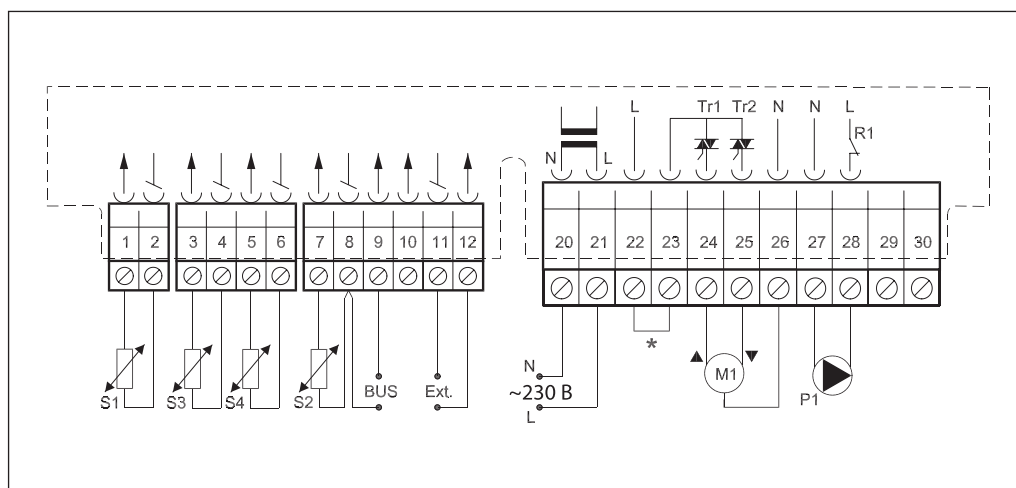 L Tr1 Tr2 N N L
R1
N L
1 2 3 4 5 6 7 8 9 10 11 12
20 21 22 23 24 25 26 27 28 29 30
*
S1 S3 S4 S2 BUS Ext.
N
~230 В
L
M1
P1